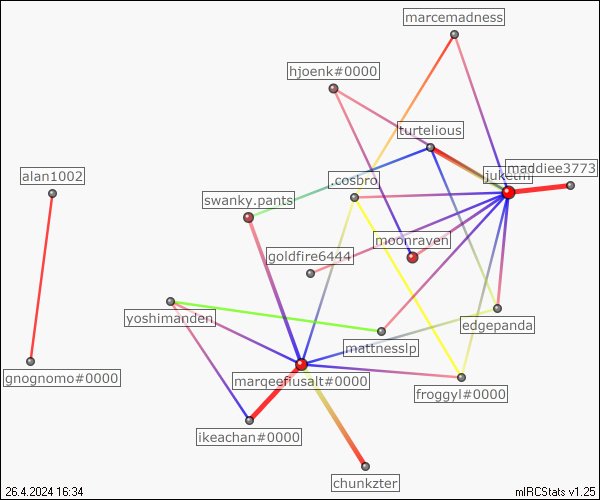 marcemadness
hjoenk#0000
turtelious
maddiee3773
alan1002
.cosbro
swanky.pants
moonraven
goldfire6444
edgepanda
yoshimanden
mattnesslp
marqeefiusalt#0000
gnognomo#0000
froggyl#0000
ikeachan#0000
chunkzter
26.4.2024 16:34
mIRCStats v1.25